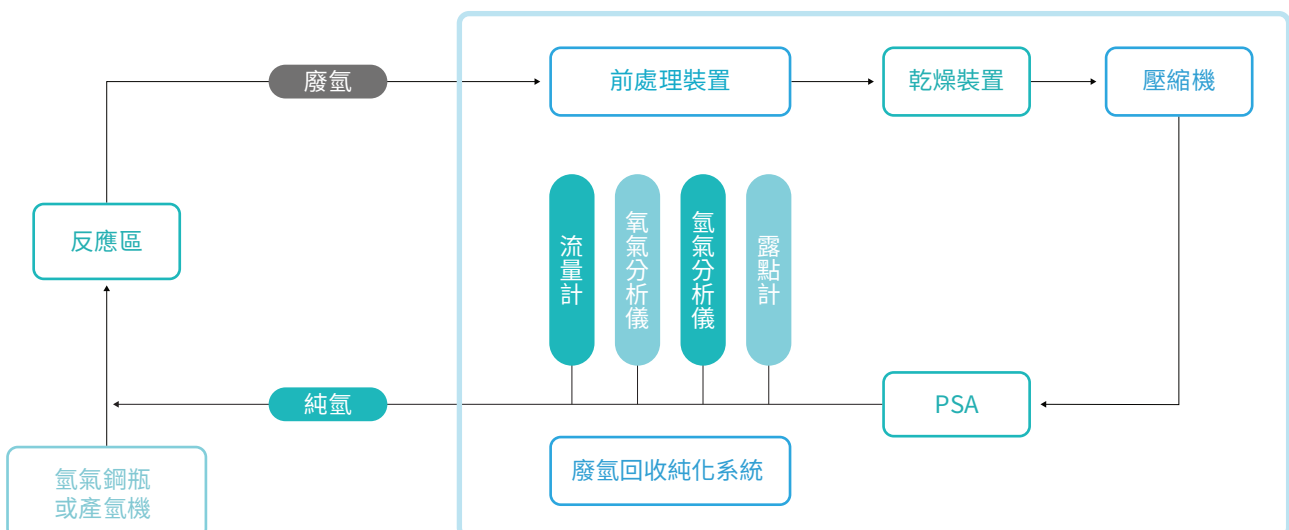 廢氫
前處理裝置
乾燥裝置
壓縮機
反應區
流量計
氧氣分析儀
氫氣分析儀
露點計
純氫
PSA
廢氫回收純化系統
氫氣鋼瓶
或產氫機